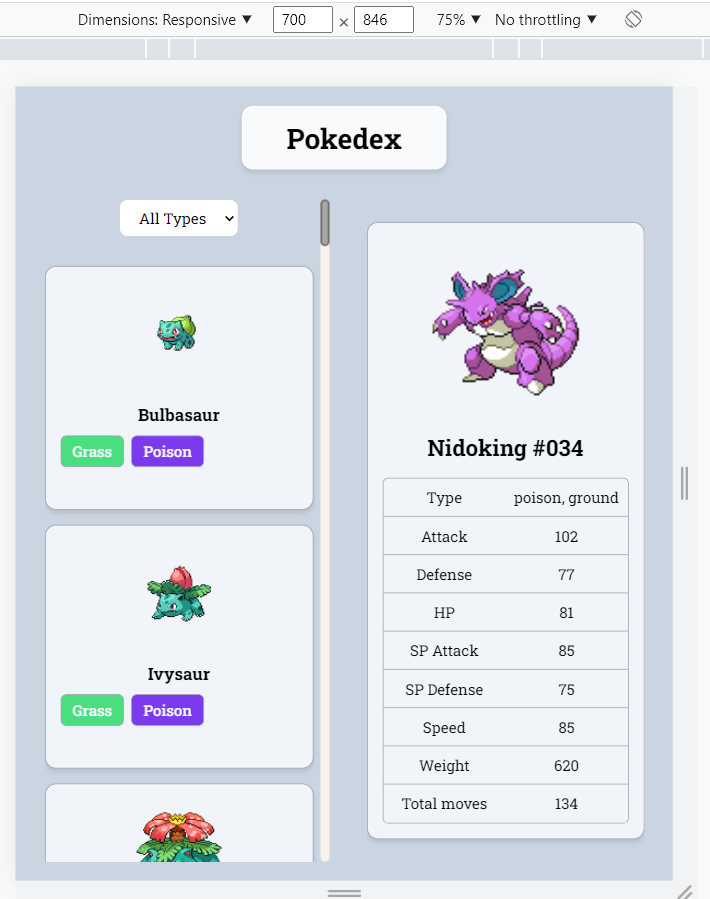 Dimensions: Responsive ▼ 700 × 846 75% ▼ No throttling ▼
Pokedex
All Types
Bulbasaur
Grass Poison
Ivysaur
Grass Poison
Nidoking #034
Type poison, ground
Attack 102
Defense 77
HP 81
SP Attack 85
SP Defense 75
Speed 85
Weight 620
Total moves 134